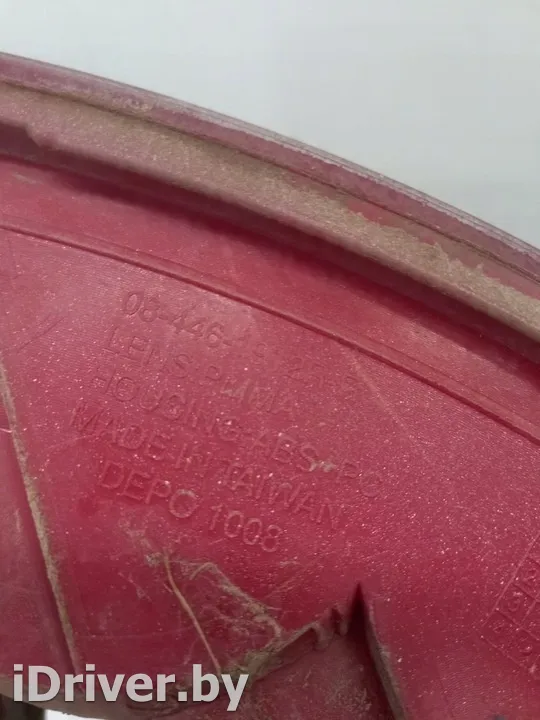 LENS:PMMA
HOUSING:ABS+PC
MADE IN TAIWAN
DEPO 1008
iDriver.by